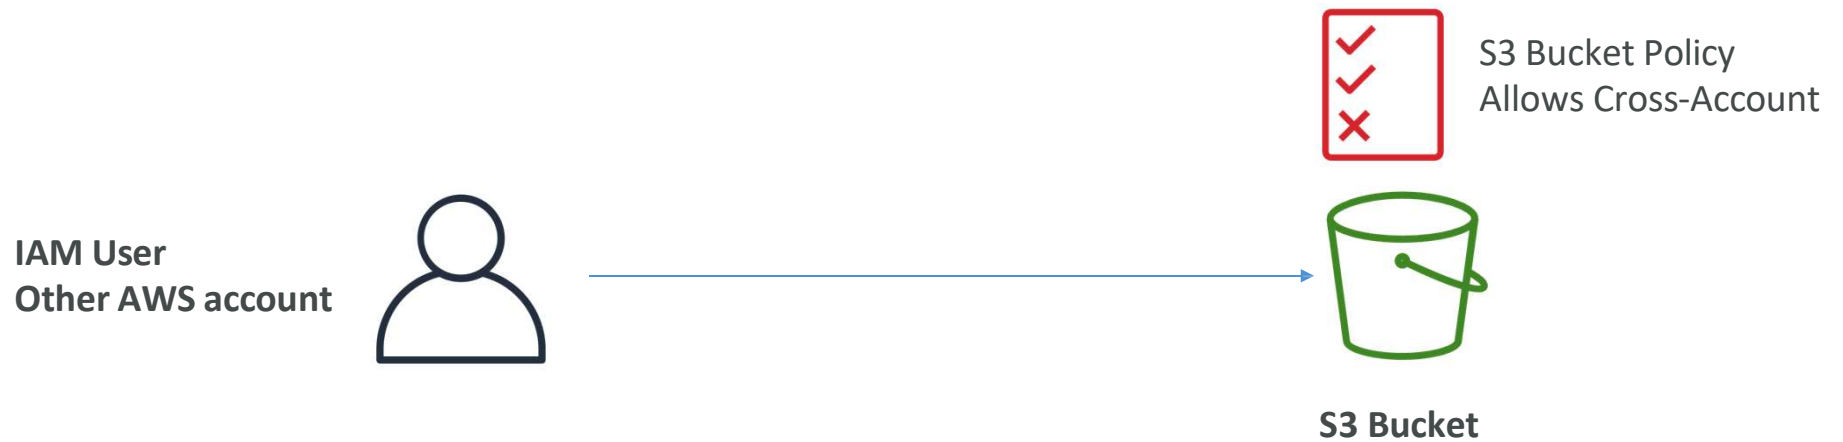 S3 Bucket Policy
Allows Cross-Account
IAM User
Other AWS account
S3 Bucket